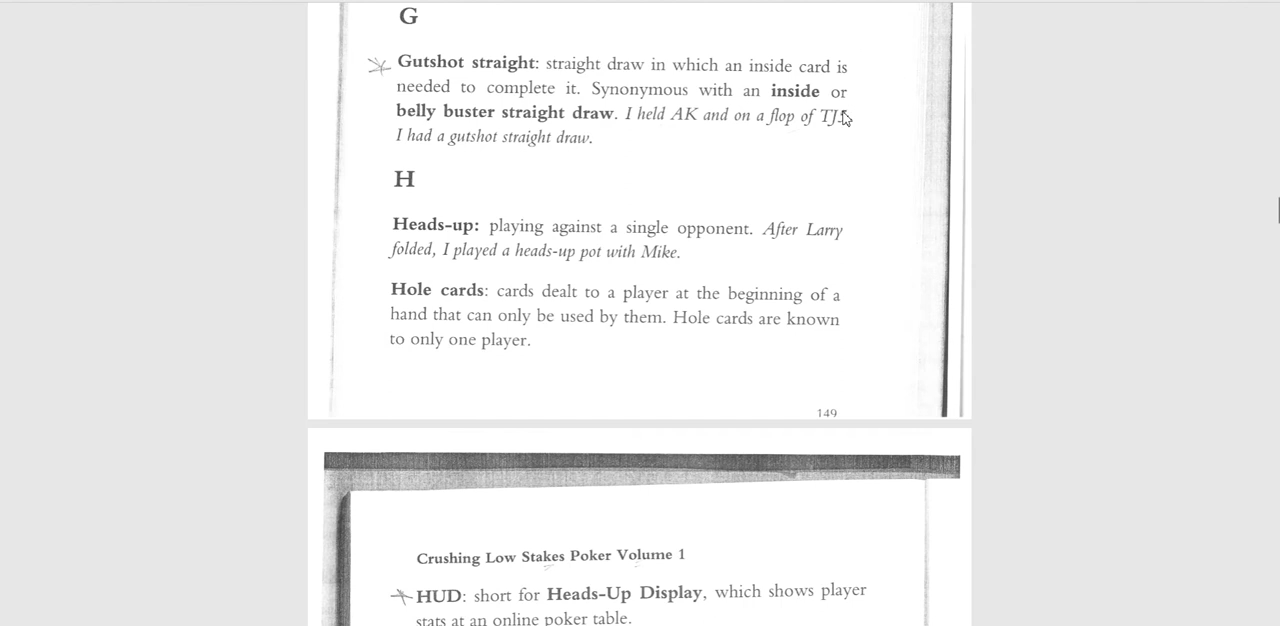 G
Gutshot straight: straight draw in which an inside card is
needed to complete it. Synonymous with an inside or
belly buster straight draw. I held AK and on a flop of
I had a gutshot straight draw.
H
Heads-up: playing against a single opponent. After Larry
folded, I played a heads-up pot with Mike.
Hole cards: cards dealt to a player at the beginning of a
hand that can only be used by them. Hole cards are known
to only one player.
149
Crushing Low Stakes Poker Volume 1
HUD: short for Heads-Up Display, which shows player
stats at an online poker table.